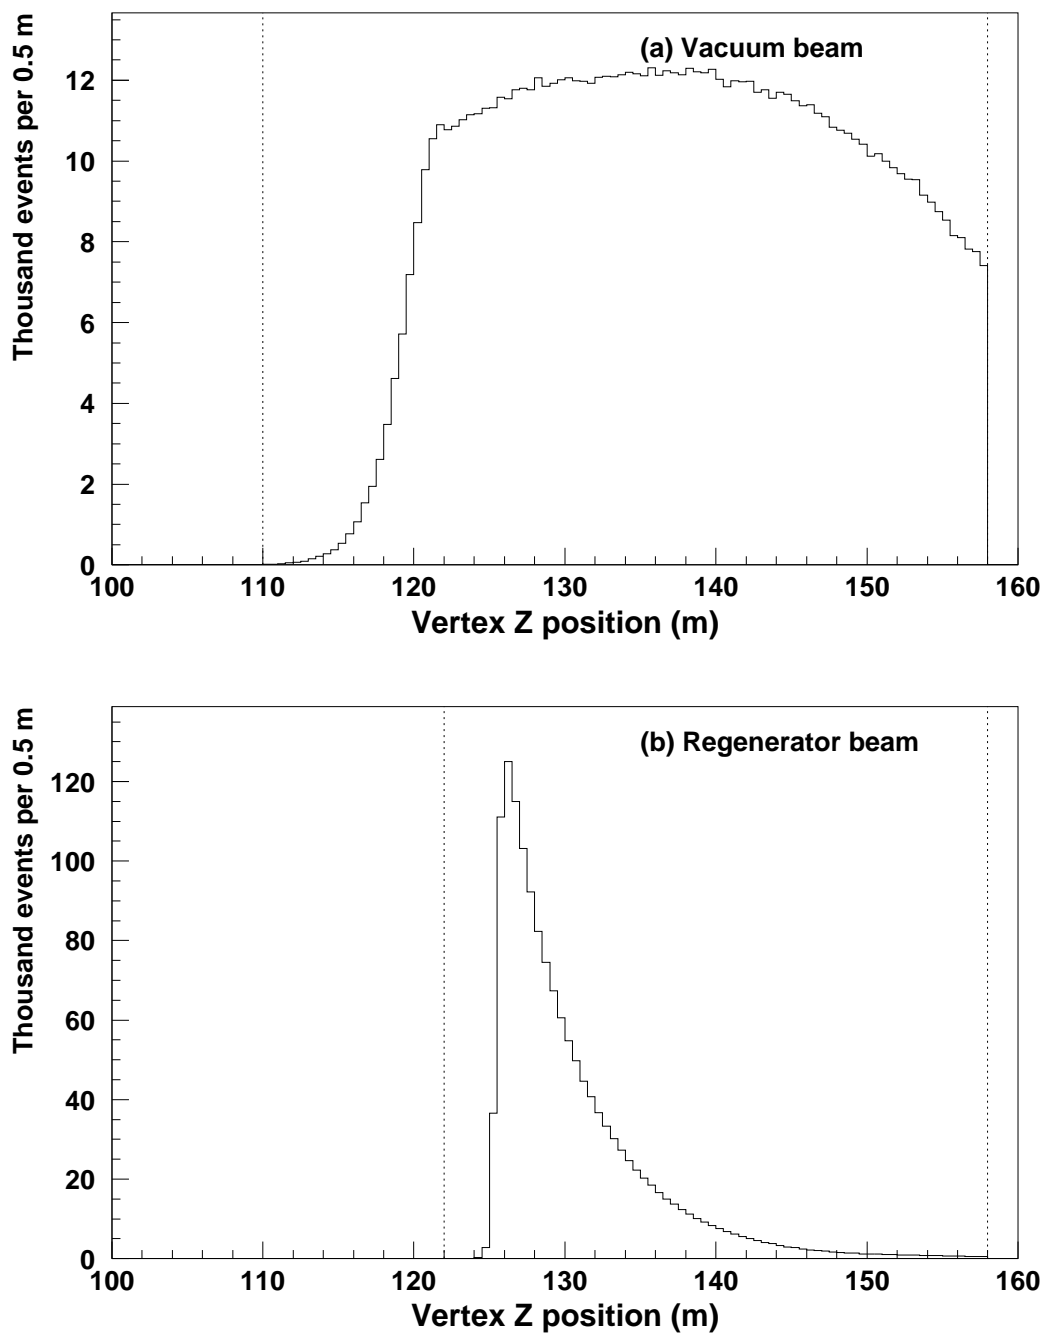 Thousand events per 0.5 m
(a) Vacuum beam
12
10
8
6
4
2
0
100 110 120 130 140 150 160
Vertex Z position (m)
Thousand events per 0.5 m
(b) Regenerator beam
120
100
80
60
40
20
0
100 110 120 130 140 150 160
Vertex Z position (m)